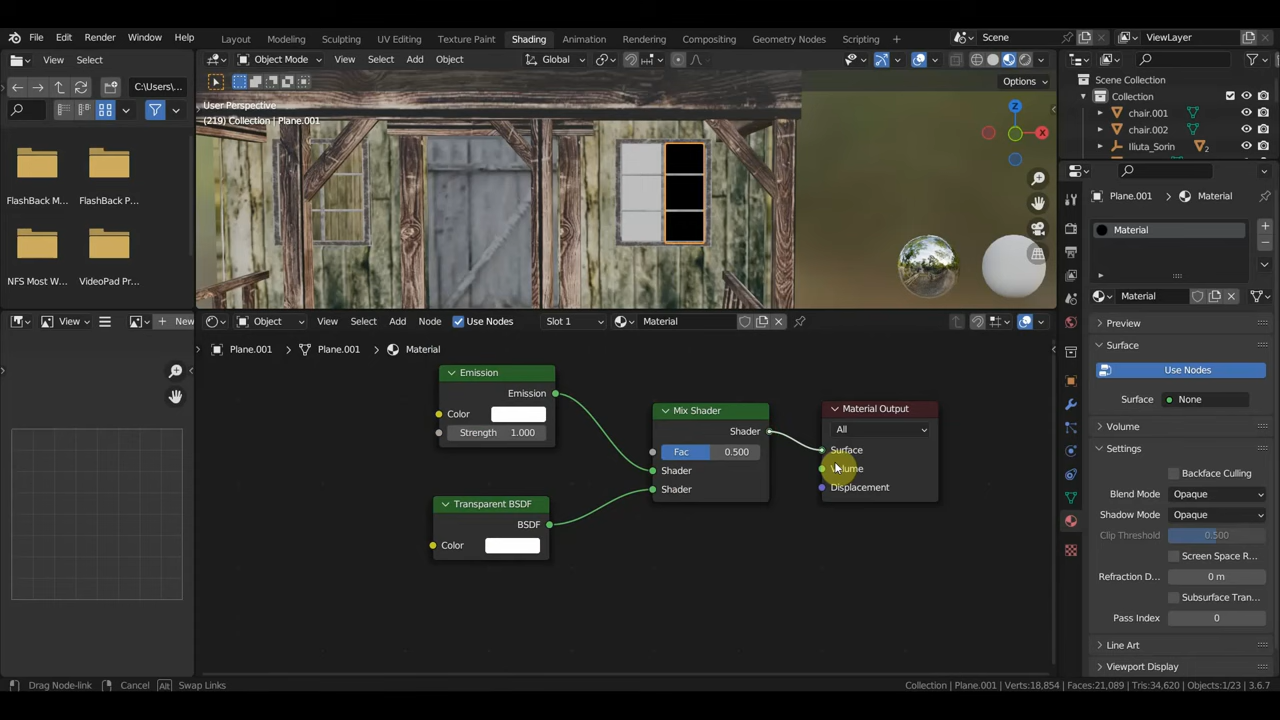 File Edit Render Window Help Layout Modeling Sculpting UV Editing Texture Paint Shading Animation Rendering Compositing Geometry Nodes Scripting + Scene ViewLayer
View Select Object Mode View Select Add Object Global
C:\Users\...
Options
User Perspective
(219) Collection | Plane.001
Z
X
Scene Collection
Collection
chair.001
chair.002
Iliuta_Sorin 2
FlashBack M...
FlashBack P...
NFS Most W...
VideoPad Pr...
Plane.001 > Material
Material
Material
View New Object View Select Add Node Use Nodes Slot 1 Material
Plane.001 > Plane.001 > Material
Emission
Emission
Color
Strength 1.000
Transparent BSDF
BSDF
Color
Mix Shader
Shader
Fac 0.500
Shader
Shader
Material Output
All
Surface
Volume
Displacement
Preview
Surface
Use Nodes
Surface None
Volume
Settings
Backface Culling
Blend Mode Opaque
Shadow Mode Opaque
Clip Threshold 0.500
Screen Space R...
Refraction D... 0 m
Subsurface Tran...
Pass Index 0
Line Art
Viewport Display
Drag Node-link Cancel Alt Swap Links
Collection | Plane.001 | Verts:18,854 | Faces:21,089 | Tris:34,620 | Objects:1/23 | 3.6.7